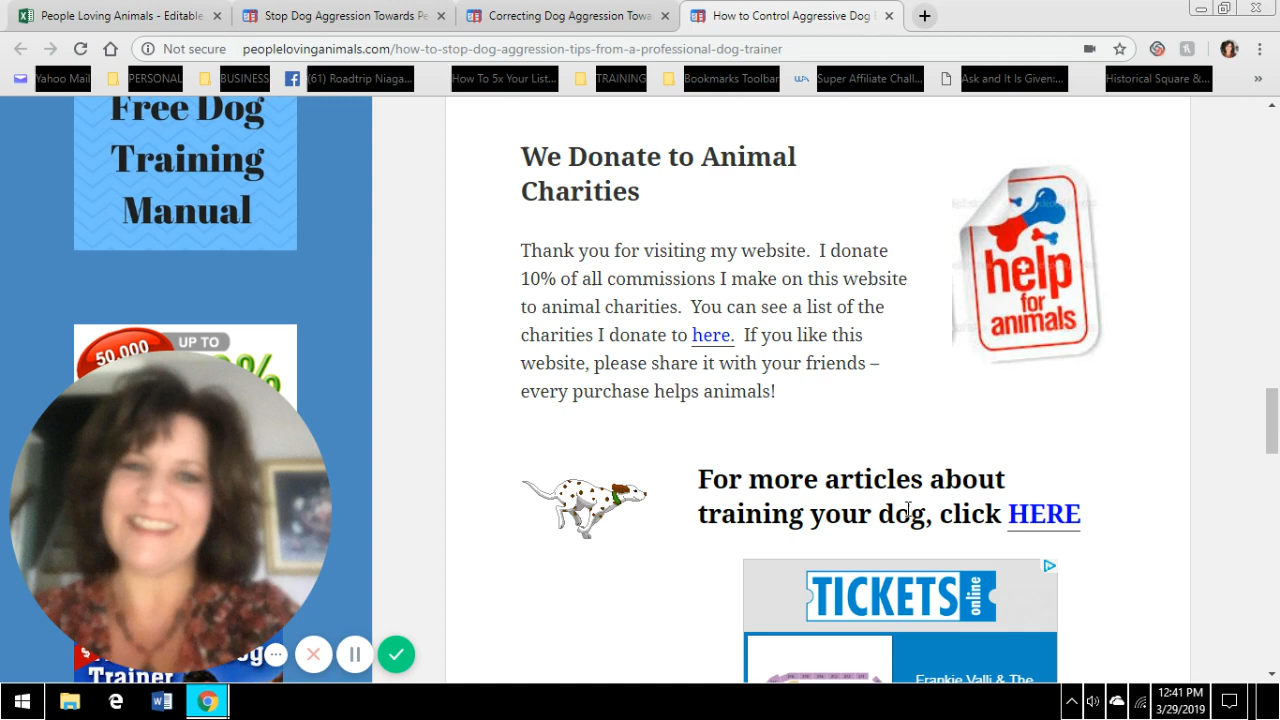 People Loving Animals - Editable
Stop Dog Aggression Towards Pe
Correcting Dog Aggression Towa
How to Control Aggressive Dog
Not secure
peoplelovinganimals.com/how-to-stop-dog-aggression-tips-from-a-professional-dog-trainer
Yahoo Mail
PERSONAL
BUSINESS
(61) Roadtrip Niaga...
How To 5x Your List...
TRAINING
Bookmarks Toolbar
Super Affiliate Chall...
Ask and It Is Given:...
Historical Square &...
Free Dog
Training
Manual
50,000
UP TO
%
We Donate to Animal
Charities
Thank you for visiting my website. I donate
10% of all commissions I make on this website
to animal charities. You can see a list of the
charities I donate to here. If you like this
website, please share it with your friends –
every purchase helps animals!
help
for
animals
For more articles about
training your dog, click HERE
TICKETS
online
Frankie Valli & The
Dog
Trainer
12:41 PM
3/29/2019